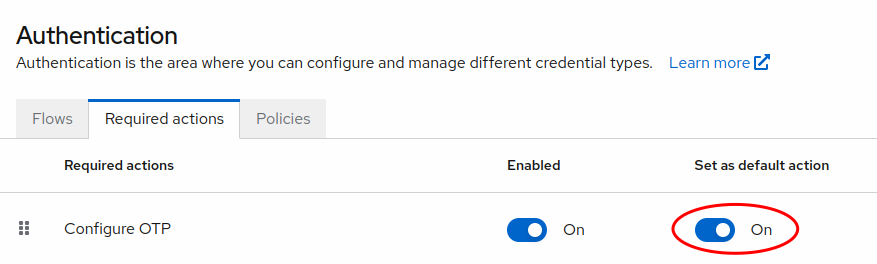 Authentication
Authentication is the area where you can configure and manage different credential types. Learn more
Flows Required actions Policies
Required actions Enabled Set as default action
Configure OTP On On